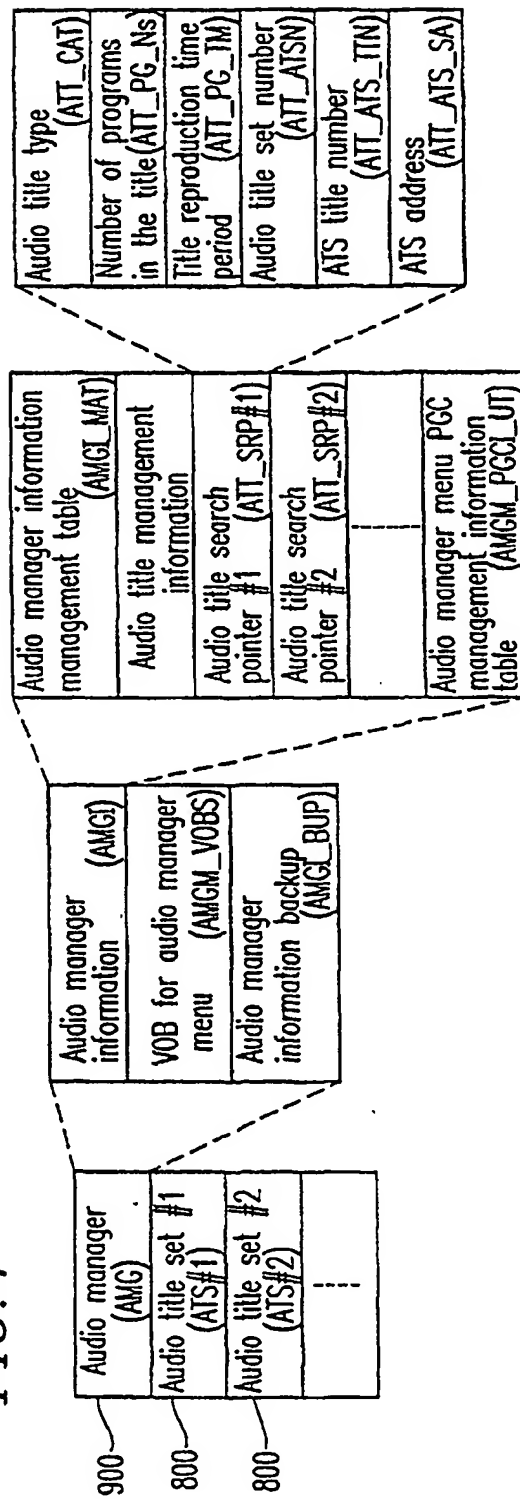 FIG. 7
900
800
800
Audio manager
(AMG)
Audio title set #1
(ATS#1)
Audio title set #2
(ATS#2)
Audio manager
information (AMGI)
VOB for audio manager
menu (AMGM_VOBS)
Audio manager
information backup
(AMGI_BUP)
Audio manager information
management table
(AMGI_MAT)
Audio title management
information
Audio title search
pointer #1 (ATT_SRP#1)
Audio title search
pointer #2 (ATT_SRP#2)
Audio manager menu PGC
management information
table (AMGM_PGCI_UT)
Audio title type
(ATT_CAT)
Number of programs
in the title(ATT_PG_Ns)
Title reproduction time
period (ATT_PG_TM)
Audio title set number
(ATT_ATSN)
ATS title number
(ATT_ATS_TTN)
ATS address
(ATT_ATS_SA)